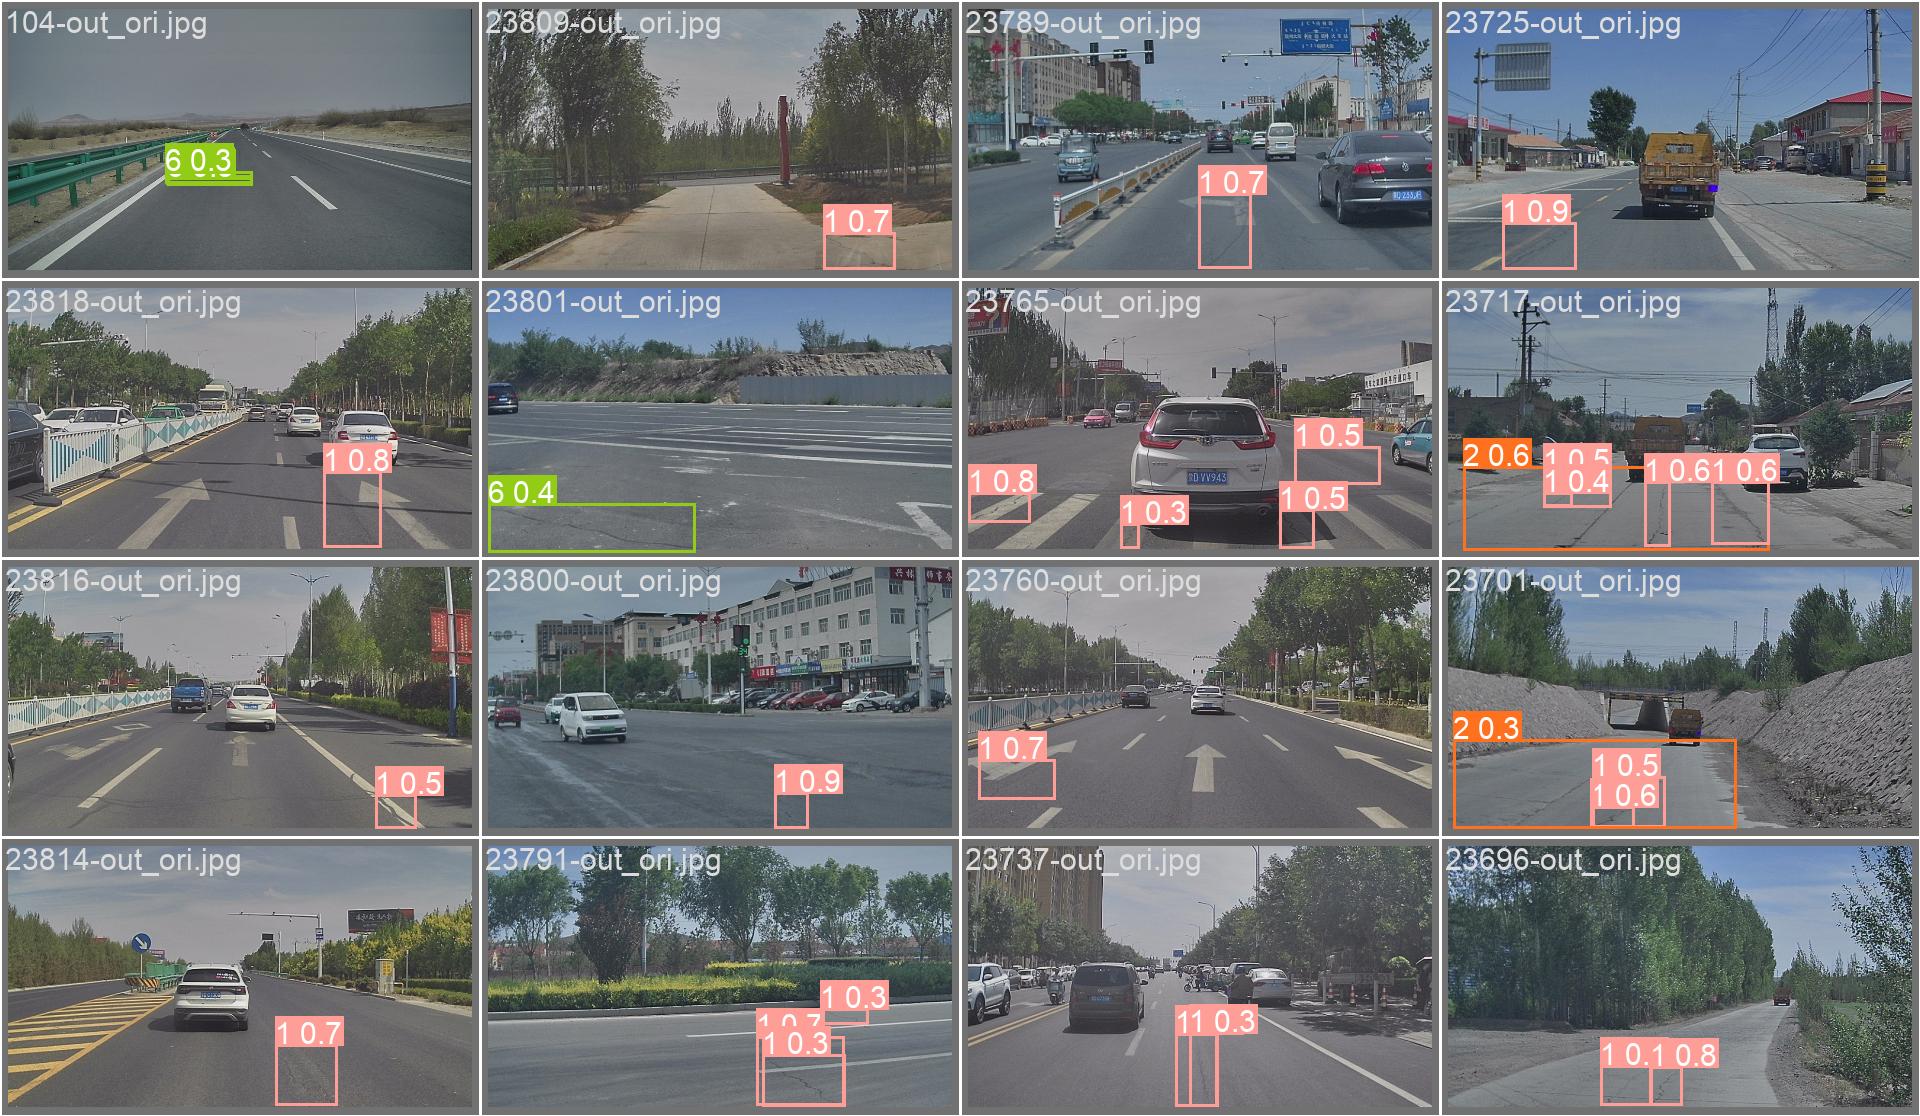 104-out_ori.jpg
23809-out_ori.jpg
23789-out_ori.jpg
23725-out_ori.jpg
6 0.3
1 0.7
1 0.7
1 0.9
23818-out_ori.jpg
23801-out_ori.jpg
23765-out_ori.jpg
23717-out_ori.jpg
1 0.8
6 0.4
1 0.5
1 0.8
1 0.3
1 0.5
2 0.6
1 0.5
1 0.4
1 0.6
1 0.6
23816-out_ori.jpg
23800-out_ori.jpg
23760-out_ori.jpg
23701-out_ori.jpg
1 0.5
1 0.9
1 0.7
2 0.3
1 0.5
1 0.6
23814-out_ori.jpg
23791-out_ori.jpg
23737-out_ori.jpg
23696-out_ori.jpg
1 0.7
1 0.3
1 0.7
1 0.3
11 0.3
1 0.1 0.8